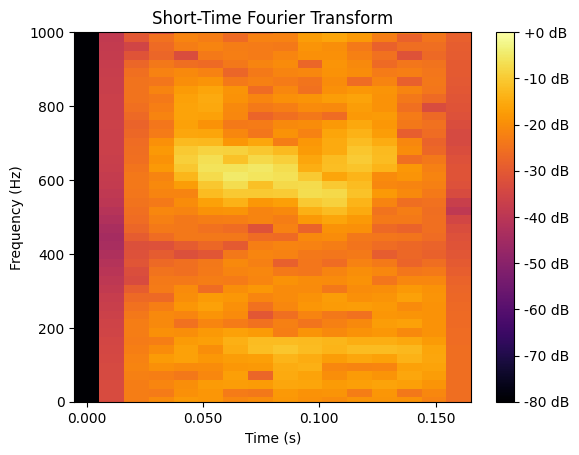 Short-Time Fourier Transform
1000
800
600
400
200
0
Frequency (Hz)
0.000
0.050
0.100
0.150
Time (s)
+0 dB
-10 dB
-20 dB
-30 dB
-40 dB
-50 dB
-60 dB
-70 dB
-80 dB